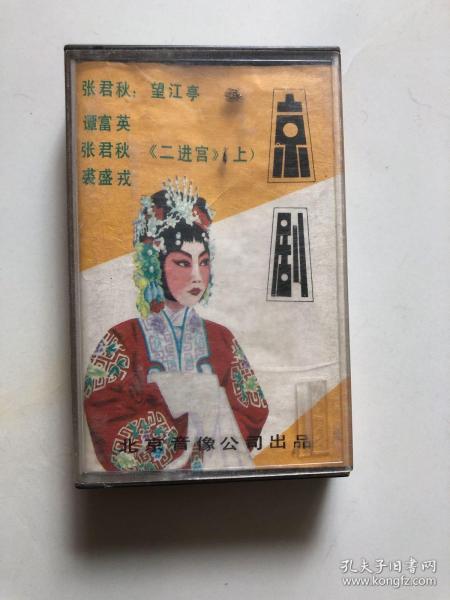 张君秋：望江亭
谭富英
张君秋 《二进宫》（上）
裘盛戎
京
剧
北京音像公司出品
孔夫子旧书网
www.kongfz.com